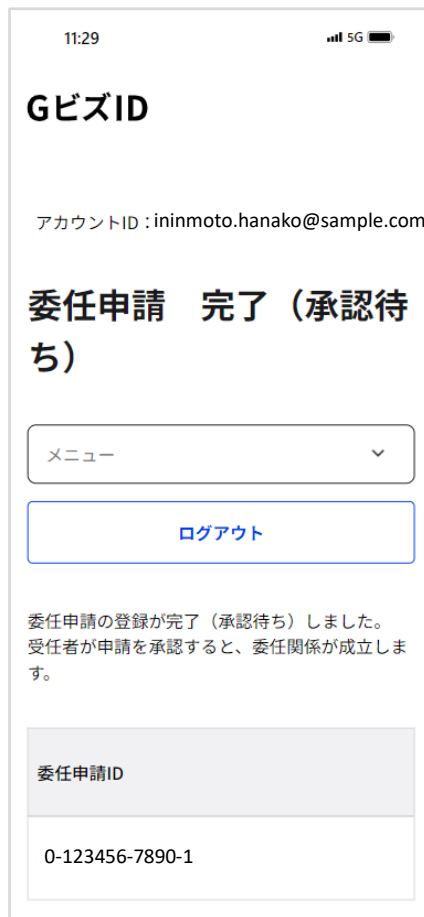 11:29
5G
GビズID
アカウントID：ininmoto.hanako@sample.com
委任申請　完了（承認待
ち）
メニュー
ログアウト
委任申請の登録が完了（承認待ち）しました。
受任者が申請を承認すると、委任関係が成立しま
す。
委任申請ID
0-123456-7890-1